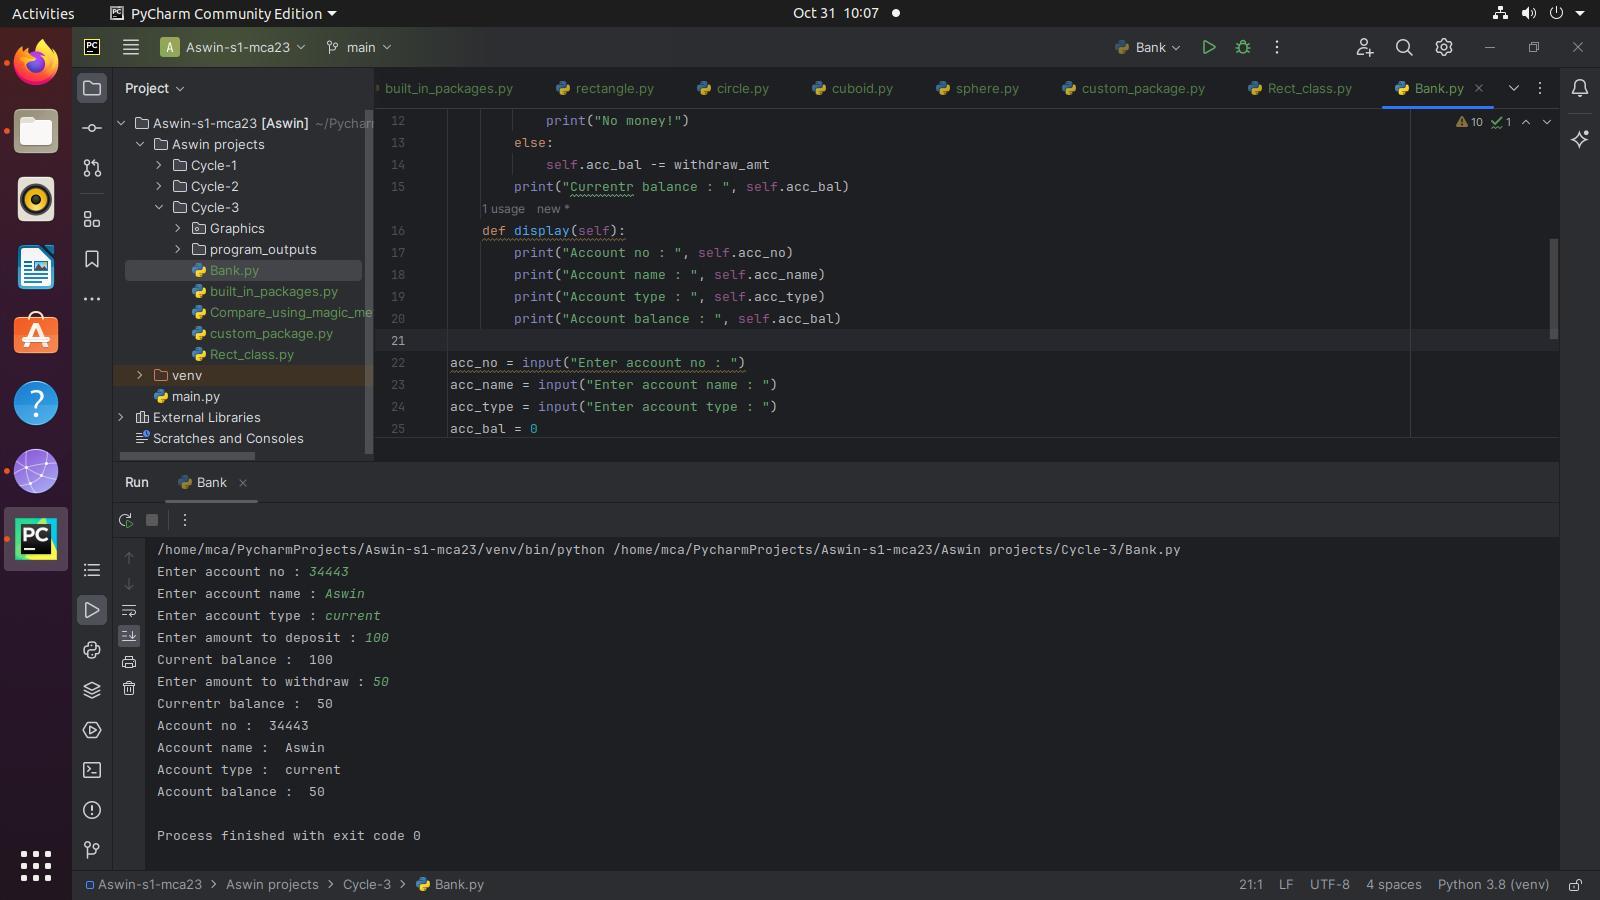 Activities PyCharm Community Edition Oct 31 10:07
PC Aswin-s1-mca23 main Bank
A
Project built_in_packages.py rectangle.py circle.py cuboid.py sphere.py custom_package.py Rect_class.py Bank.py
Aswin-s1-mca23 [Aswin] ~/Pycharm
Aswin projects
Cycle-1
Cycle-2
Cycle-3
Graphics
program_outputs
Bank.py
built_in_packages.py
Compare_using_magic_me
custom_package.py
Rect_class.py
venv
main.py
External Libraries
Scratches and Consoles
10 1
12 print("No money!")
13 else:
14 self.acc_bal -= withdraw_amt
15 print("Currentr balance : ", self.acc_bal)
1 usage new *
16 def display(self):
17 print("Account no : ", self.acc_no)
18 print("Account name : ", self.acc_name)
19 print("Account type : ", self.acc_type)
20 print("Account balance : ", self.acc_bal)
21
22 acc_no = input("Enter account no : ")
23 acc_name = input("Enter account name : ")
24 acc_type = input("Enter account type : ")
25 acc_bal = 0
Run Bank
PC
/home/mca/PycharmProjects/Aswin-s1-mca23/venv/bin/python /home/mca/PycharmProjects/Aswin-s1-mca23/Aswin projects/Cycle-3/Bank.py
Enter account no : 34443
Enter account name : Aswin
Enter account type : current
Enter amount to deposit : 100
Current balance :  100
Enter amount to withdraw : 50
Currentr balance :  50
Account no :  34443
Account name :  Aswin
Account type :  current
Account balance :  50
Process finished with exit code 0
Aswin-s1-mca23 > Aswin projects > Cycle-3 > Bank.py 21:1 LF UTF-8 4 spaces Python 3.8 (venv)